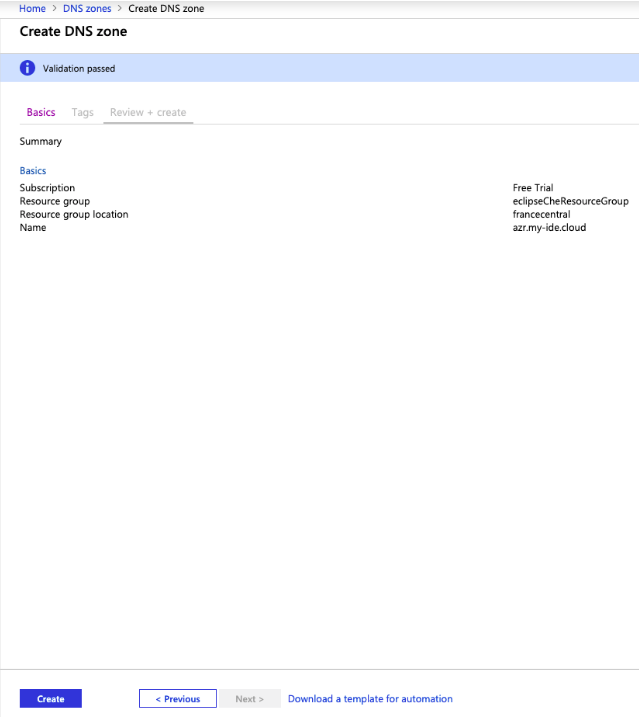 Home > DNS zones > Create DNS zone
Create DNS zone
Validation passed
Basics Tags Review + create
Summary
Basics
Subscription Free Trial
Resource group eclipseCheResourceGroup
Resource group location francecentral
Name azr.my-ide.cloud
Create < Previous Next > Download a template for automation